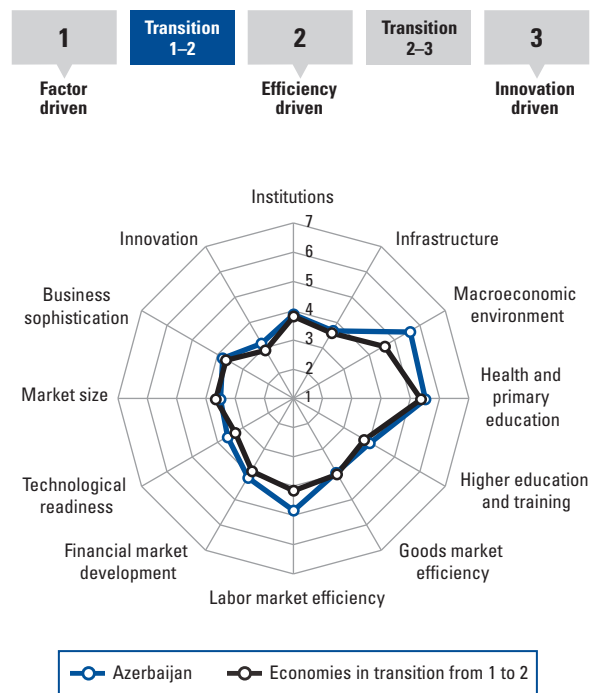 1
Transition
1–2
2
Transition
2–3
3
Factor
driven
Efficiency
driven
Innovation
driven
Institutions
7
6
5
4
3
2
1
Infrastructure
Macroeconomic
environment
Health and
primary
education
Higher education
and training
Goods market
efficiency
Labor market efficiency
Financial market
development
Technological
readiness
Market size
Business
sophistication
Innovation
Azerbaijan
Economies in transition from 1 to 2